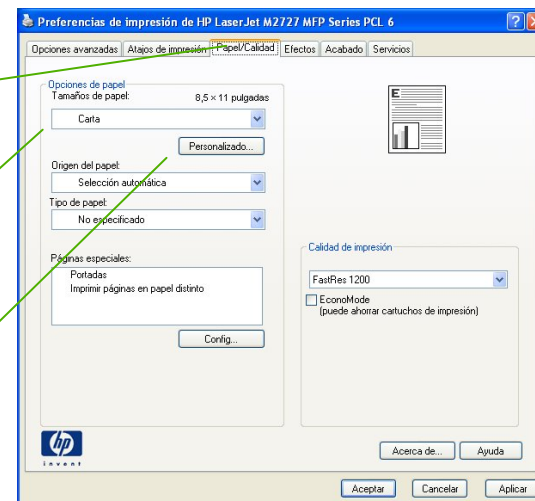 Preferencias de impresión de HP LaserJet M2727 MFP Series PCL 6
Opciones avanzadas Atajos de impresión Papel/Calidad Efectos Acabado Servicios
Opciones de papel
Tamaños de papel: 8,5 × 11 pulgadas
Carta
Personalizado...
Origen del papel:
Selección automática
Tipo de papel:
No especificado
Páginas especiales:
Portadas
Imprimir páginas en papel distinto
Config...
E
Calidad de impresión
FastRes 1200
EconoMode
(puede ahorrar cartuchos de impresión)
hp
invent
Acerca de... Ayuda
Aceptar Cancelar Aplicar